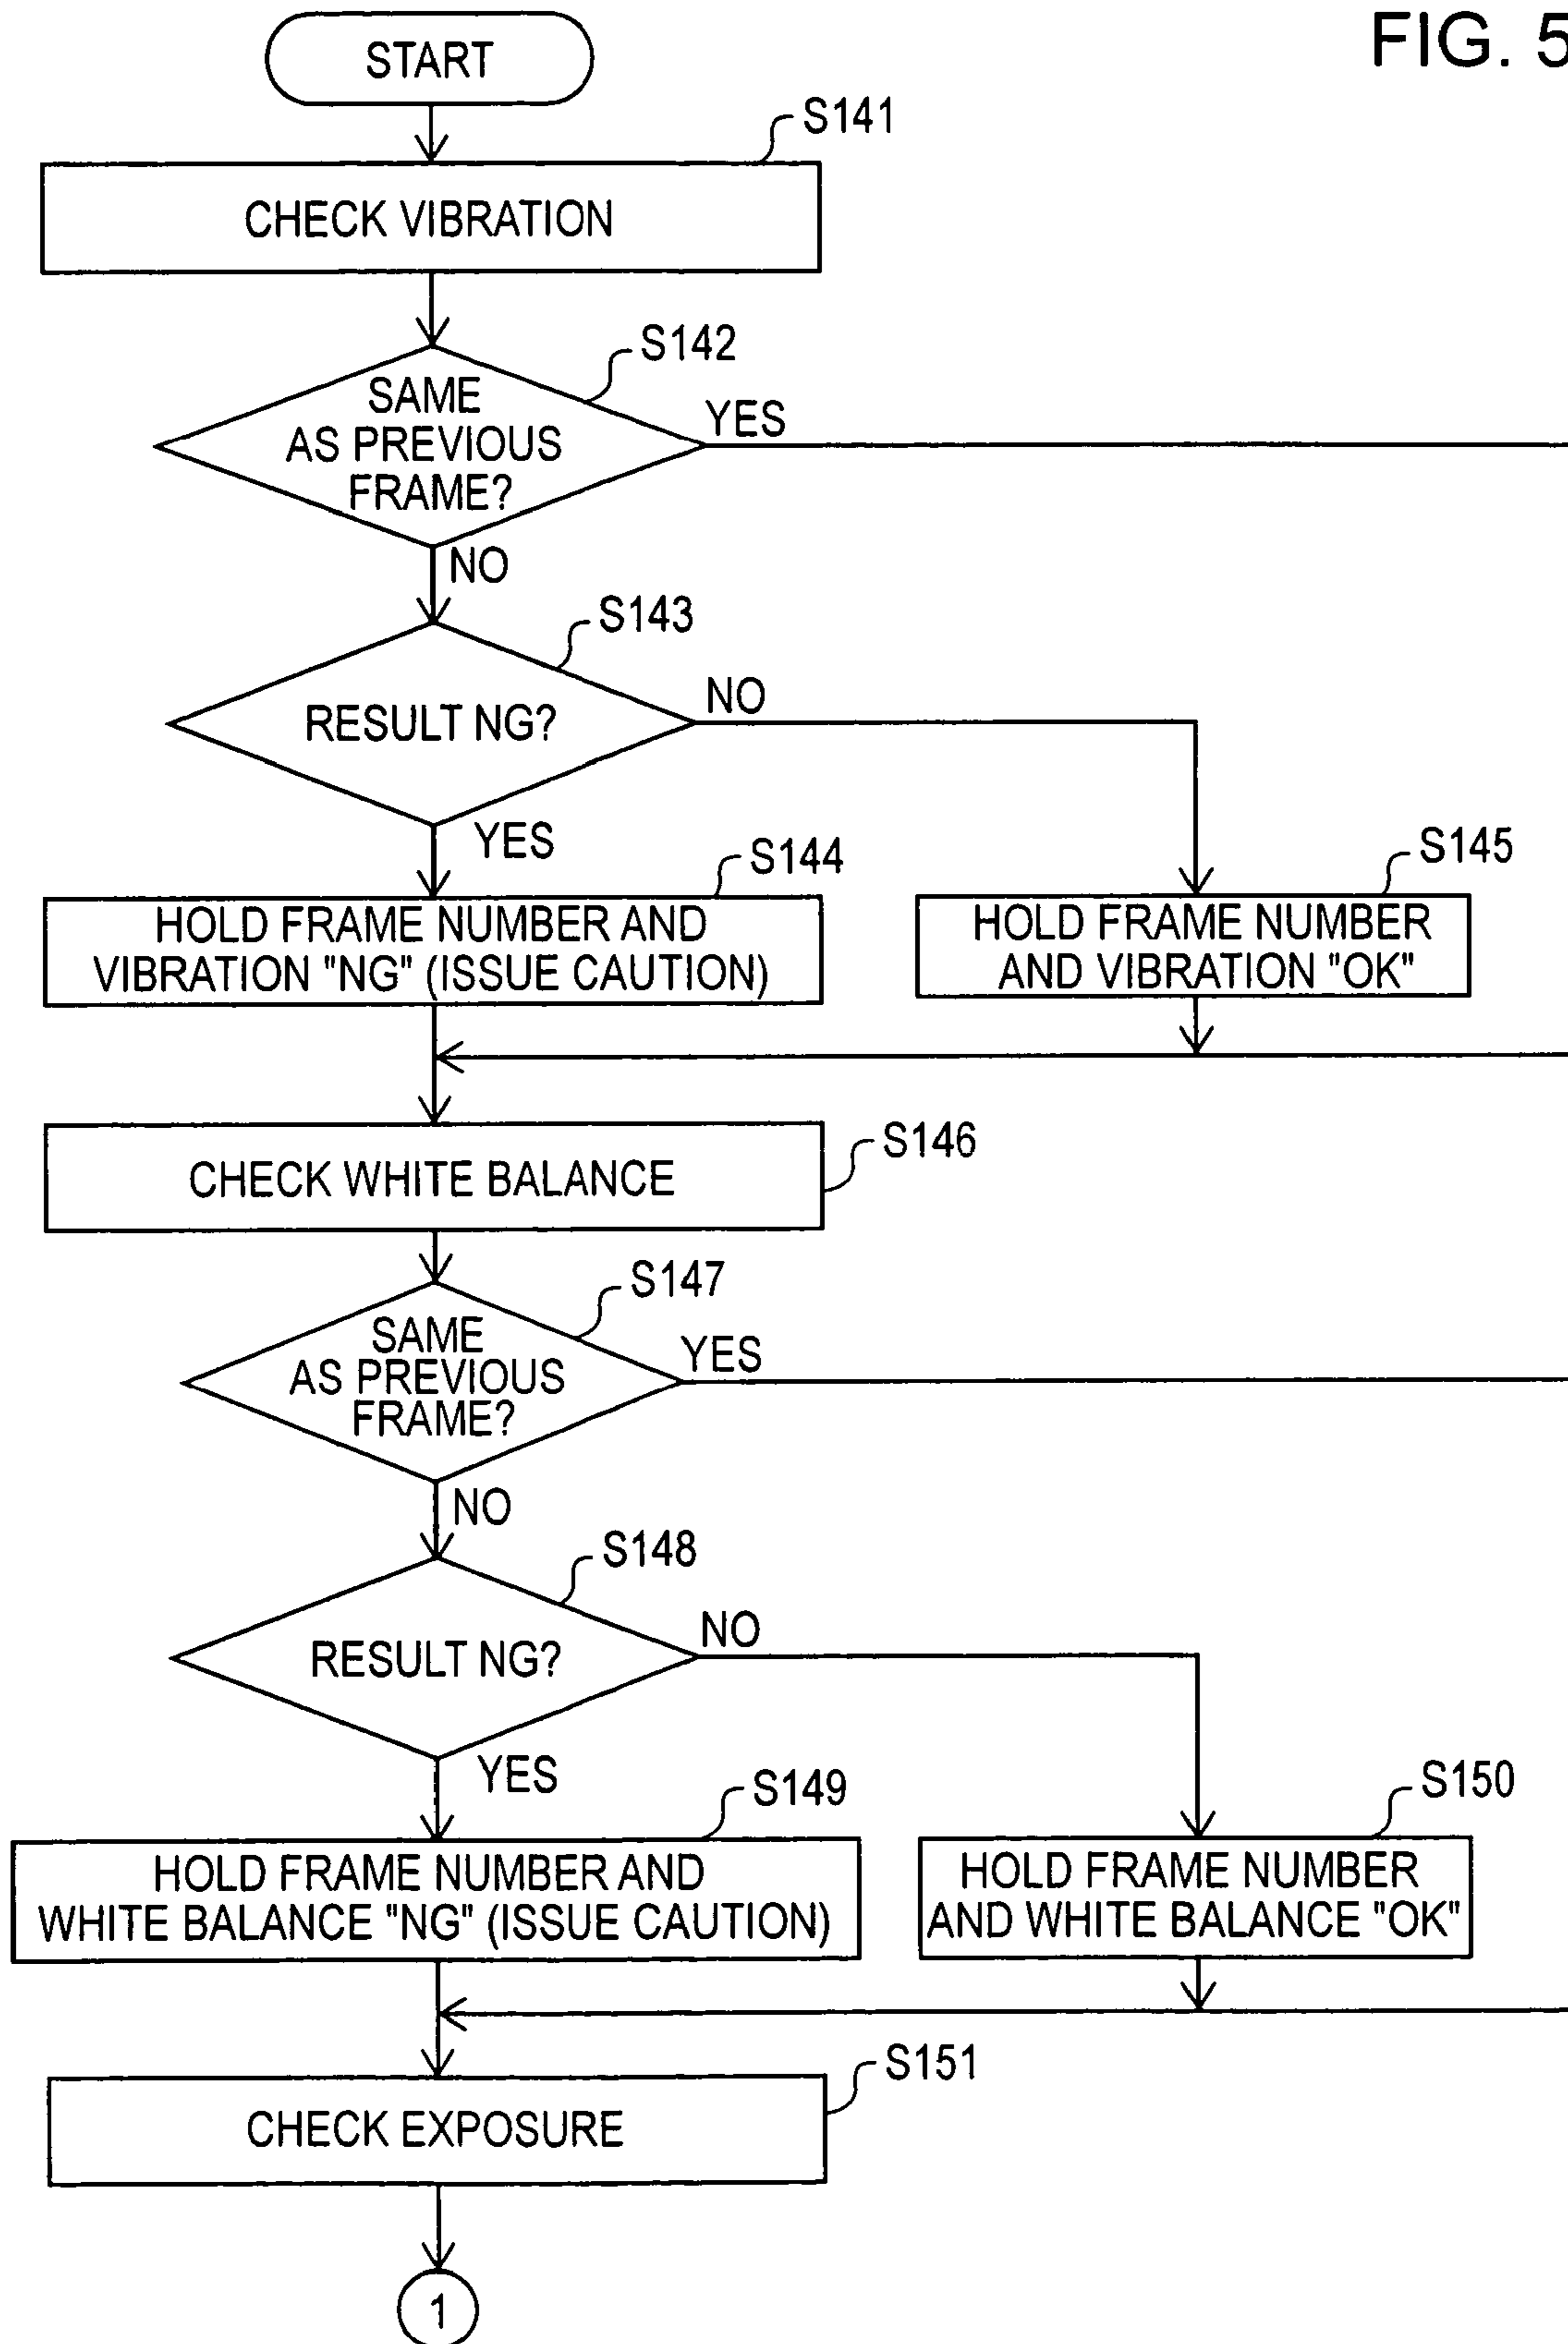 FIG. 5
START
S141
CHECK VIBRATION
S142
SAME
AS PREVIOUS
FRAME?
YES
NO
S143
RESULT NG?
NO
YES
S144
HOLD FRAME NUMBER AND
VIBRATION "NG" (ISSUE CAUTION)
S145
HOLD FRAME NUMBER
AND VIBRATION "OK"
S146
CHECK WHITE BALANCE
S147
SAME
AS PREVIOUS
FRAME?
YES
NO
S148
RESULT NG?
NO
YES
S149
HOLD FRAME NUMBER AND
WHITE BALANCE "NG" (ISSUE CAUTION)
S150
HOLD FRAME NUMBER
AND WHITE BALANCE "OK"
S151
CHECK EXPOSURE
1